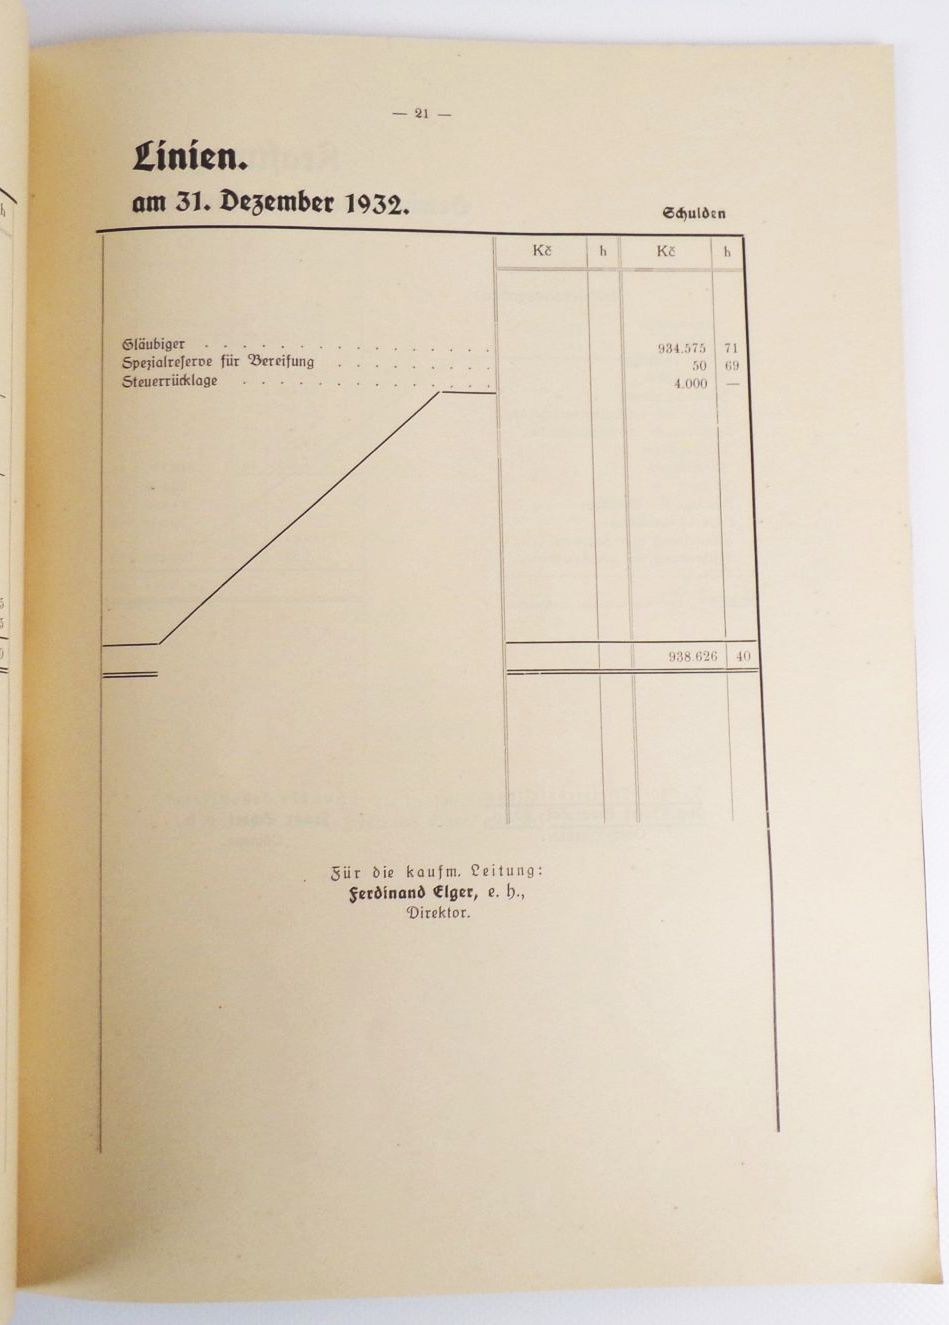 — 21 —
Linien.
am 31. Dezember 1932.
Schulden
Kč h Kč h
Gläubiger . . . . . . . . . . . . . . . . 934.575 71
Spezialreserve für Bereifung . . . . . . . . . 50 69
Steuerrücklage . . . . . . . . . . . . . . 4.000 —
938.626 40
Für die kaufm. Leitung:
Ferdinand Elger, e. h.,
Direktor.